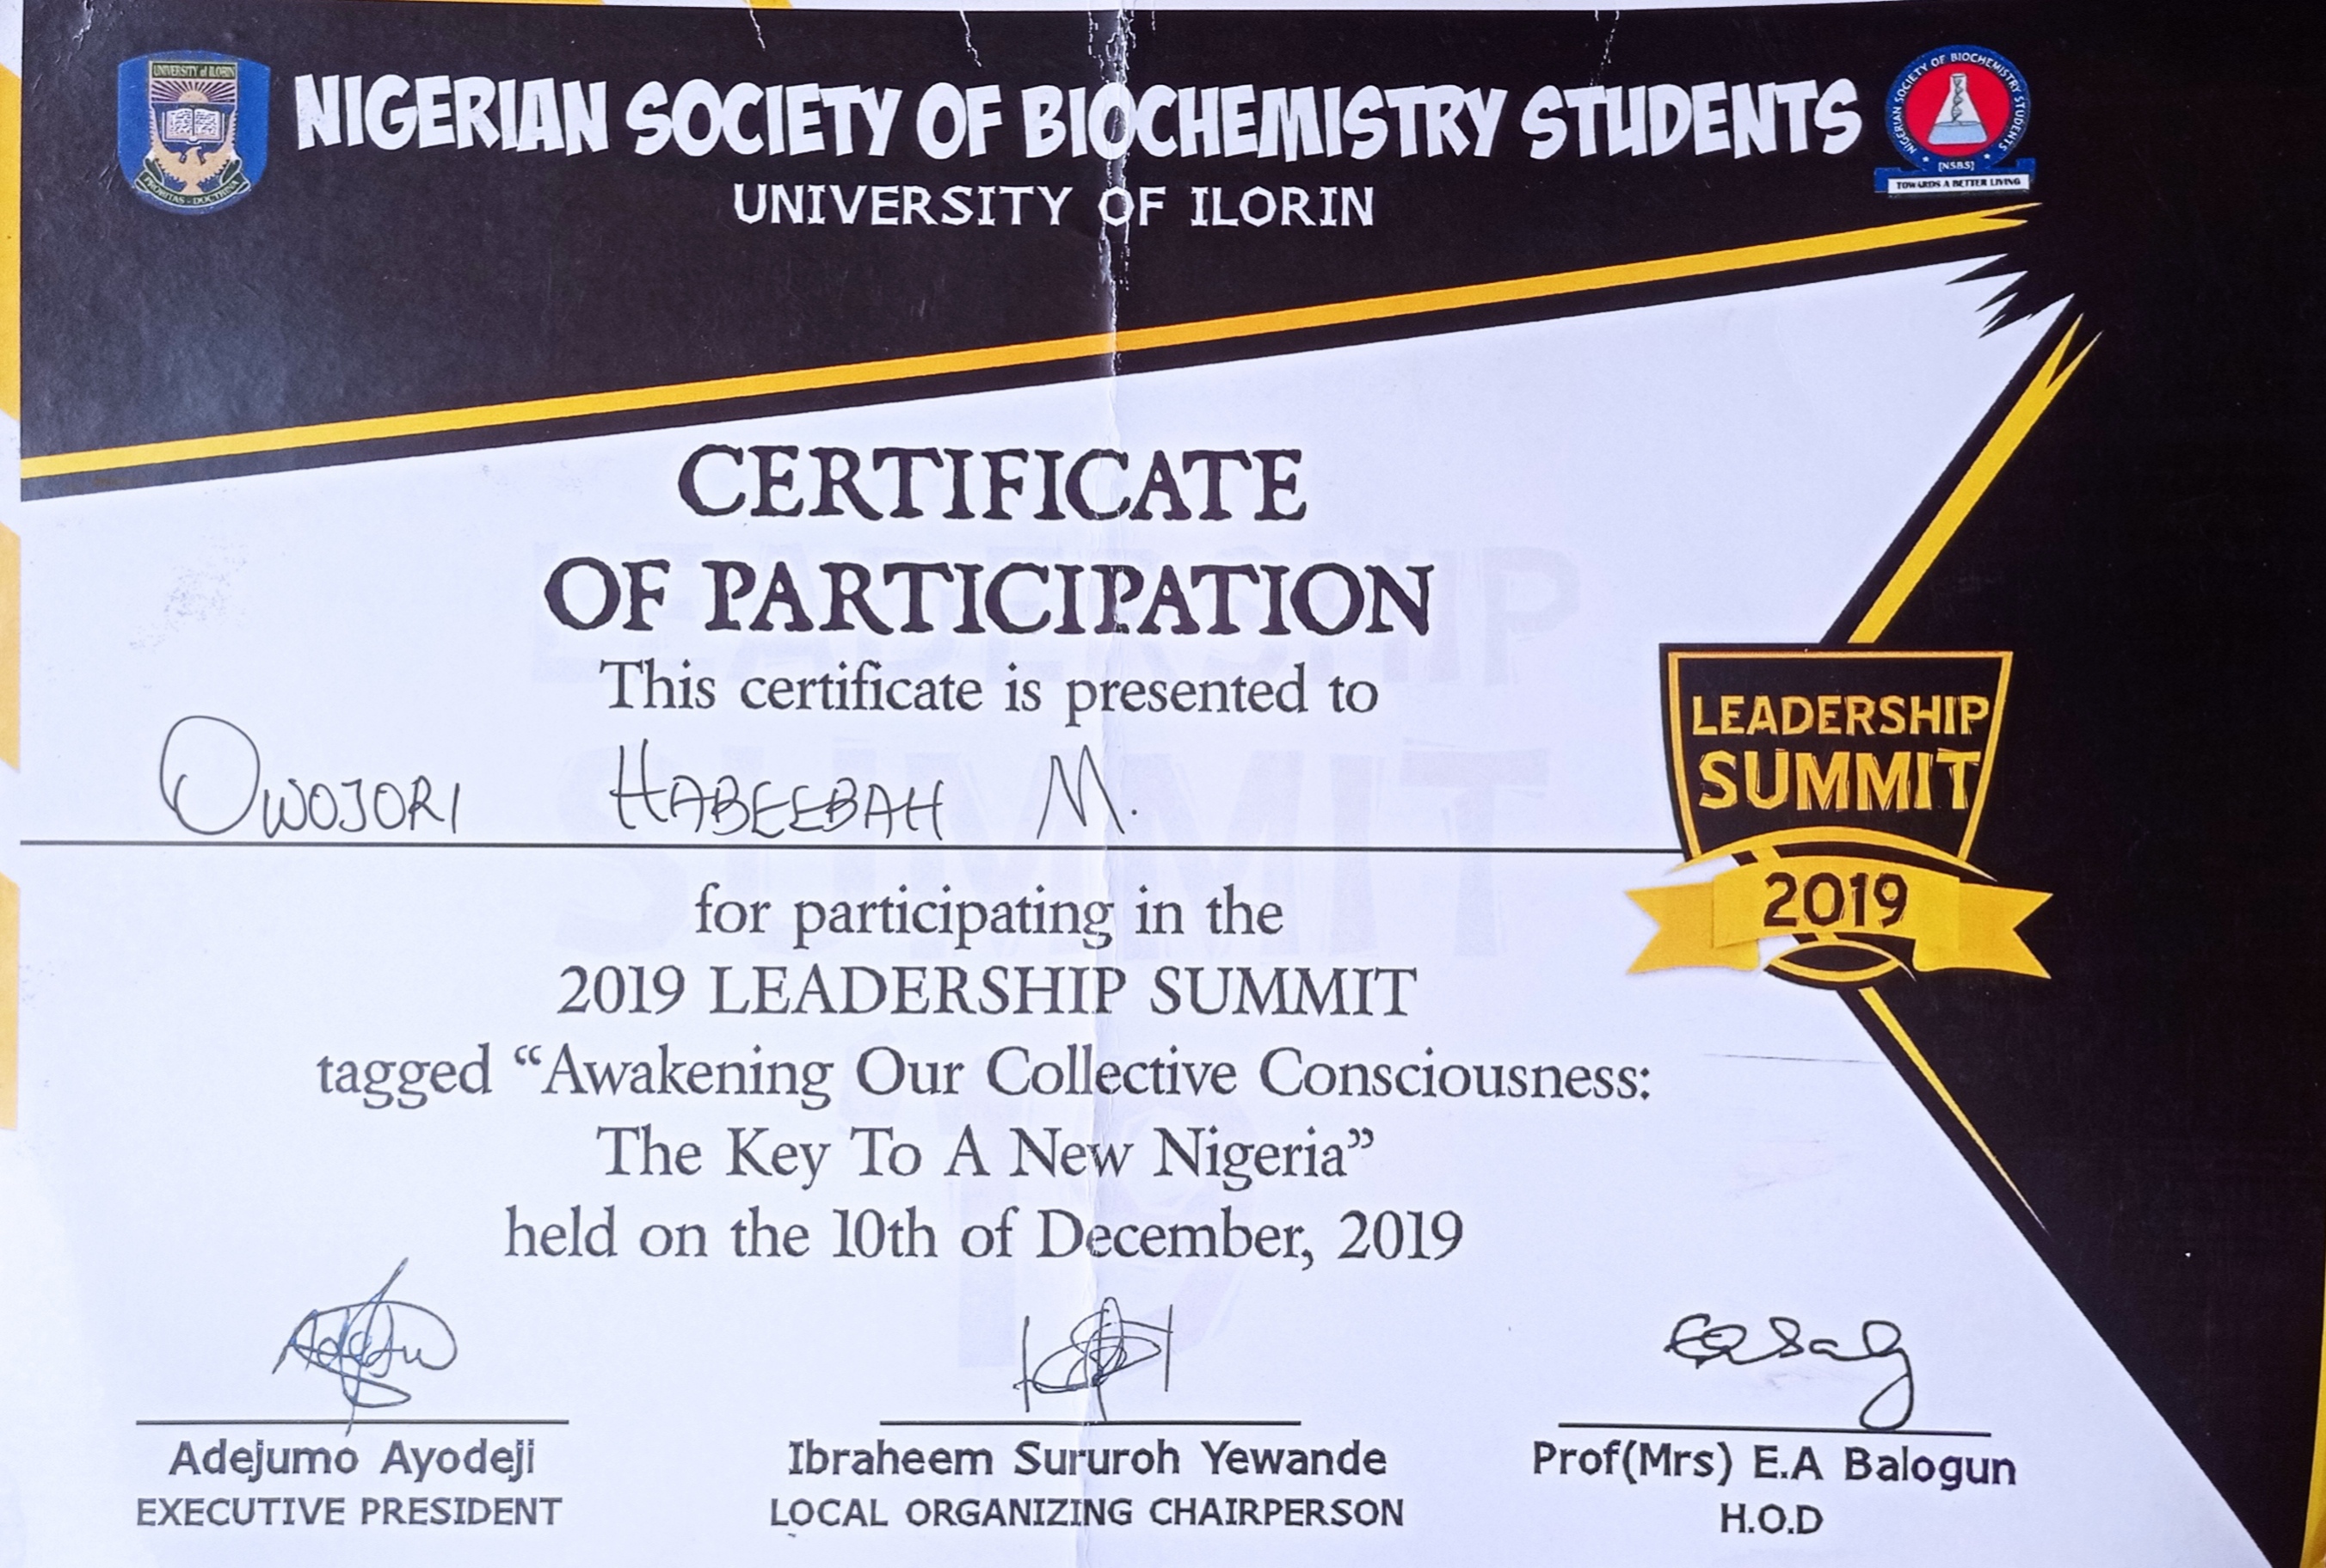 UNIVERSITY of ILORIN
PROBITAS - DOCTRINA
NIGERIAN SOCIETY OF BIOCHEMISTRY STUDENTS
UNIVERSITY OF ILORIN
NIGERIAN SOCIETY OF BIOCHEMISTRY STUDENTS
[NSBS]
TOWARDS A BETTER LIVING
CERTIFICATE
OF PARTICIPATION
This certificate is presented to
OWOJORI HABEEBAH M.
LEADERSHIP
SUMMIT
2019
for participating in the
2019 LEADERSHIP SUMMIT
tagged “Awakening Our Collective Consciousness:
The Key To A New Nigeria”
held on the 10th of December, 2019
Adejumo Ayodeji
EXECUTIVE PRESIDENT
Ibraheem Sururoh Yewande
LOCAL ORGANIZING CHAIRPERSON
Prof(Mrs) E.A Balogun
H.O.D